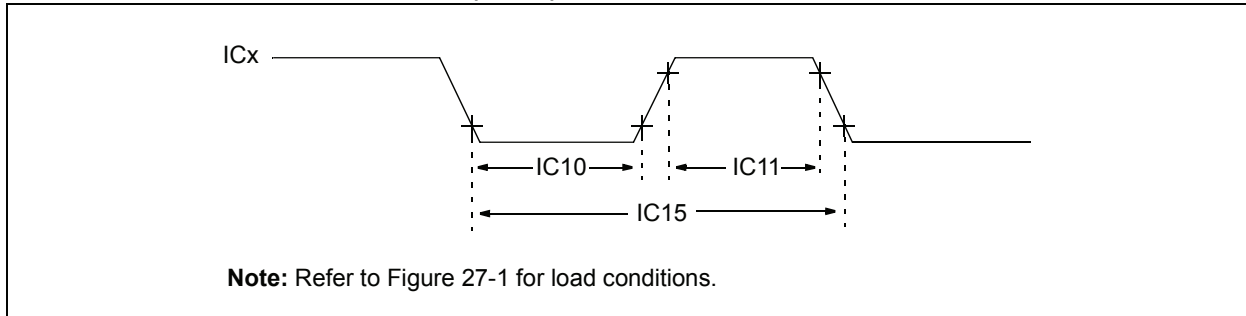 ICx
IC10
IC11
IC15
Note: Refer to Figure 27-1 for load conditions.